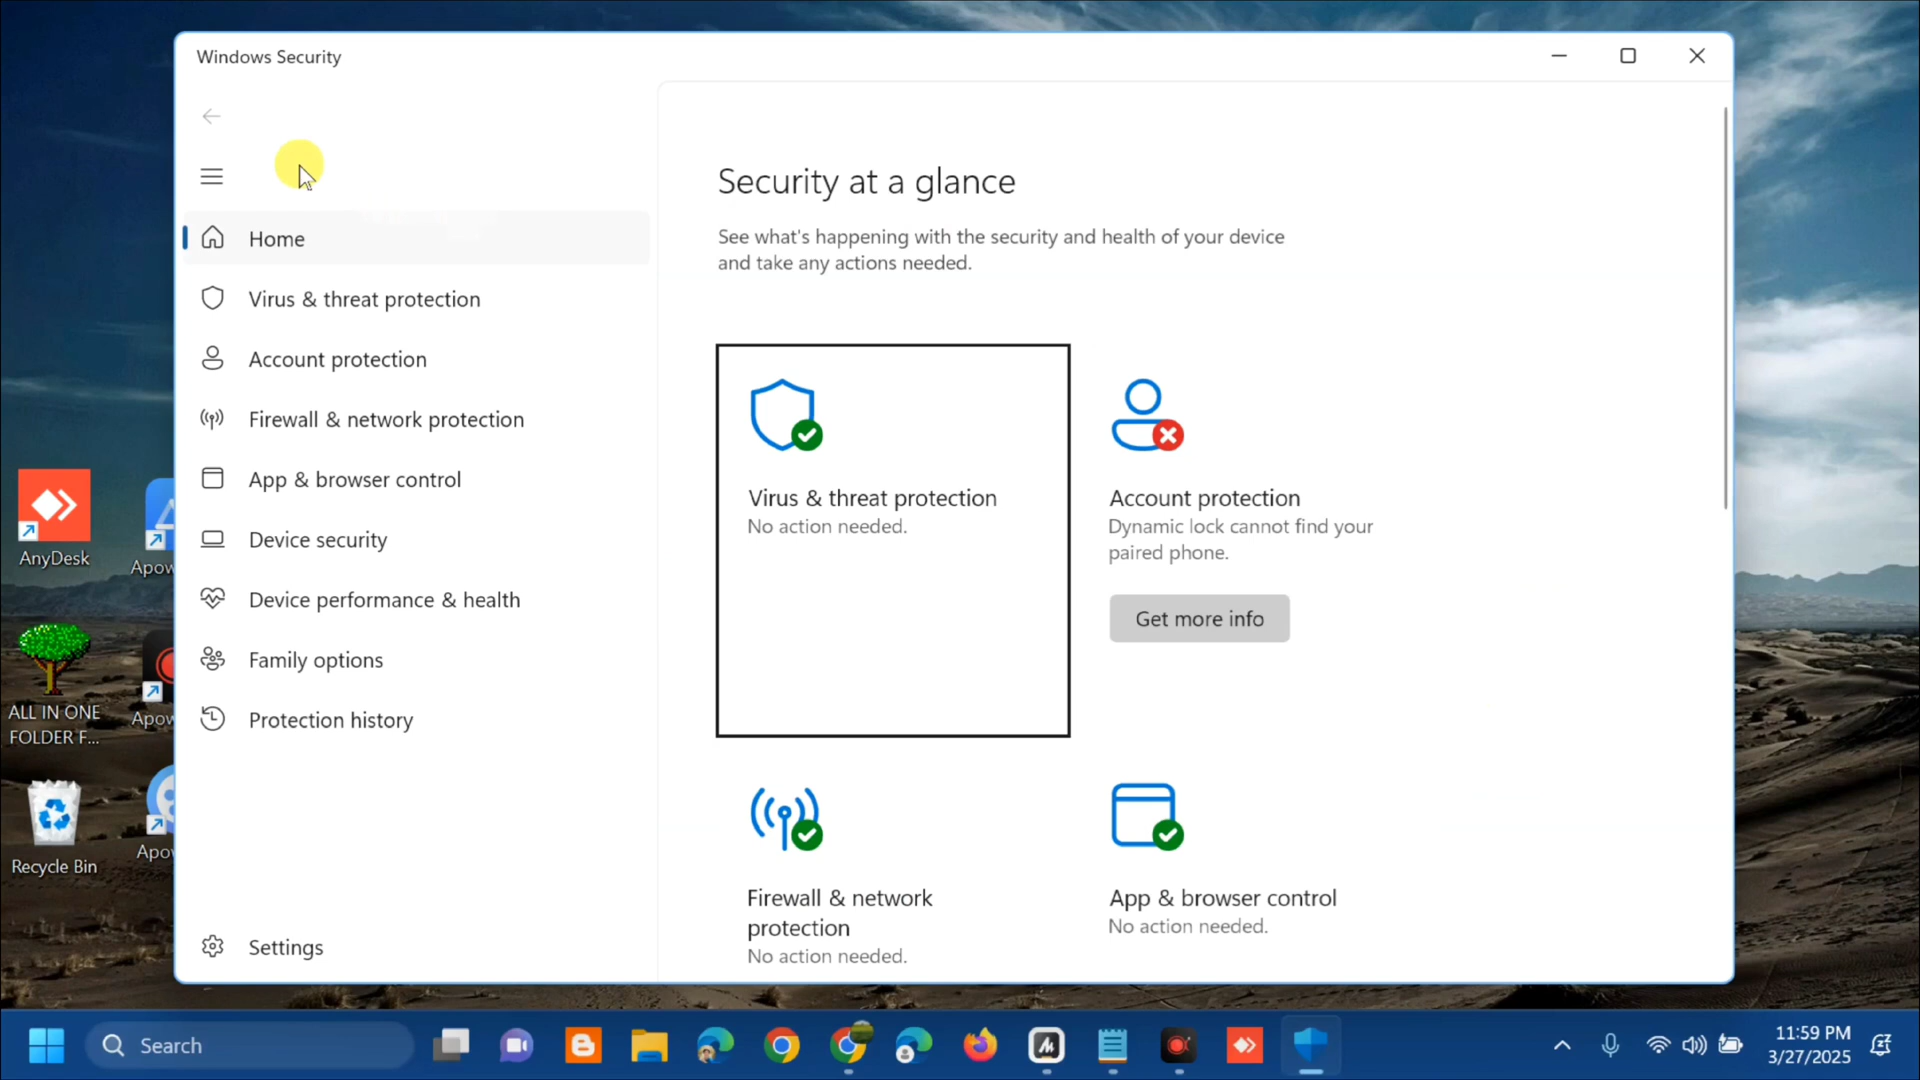 Windows Security
Home
Virus & threat protection
Account protection
Firewall & network protection
App & browser control
Device security
Device performance & health
Family options
Protection history
Settings
Security at a glance
See what's happening with the security and health of your device
and take any actions needed.
Virus & threat protection
No action needed.
Account protection
Dynamic lock cannot find your
paired phone.
Get more info
Firewall & network
protection
No action needed.
App & browser control
No action needed.
AnyDesk
Apow
ALL IN ONE
FOLDER F...
Apow
Recycle Bin
Apow
Search
11:59 PM
3/27/2025